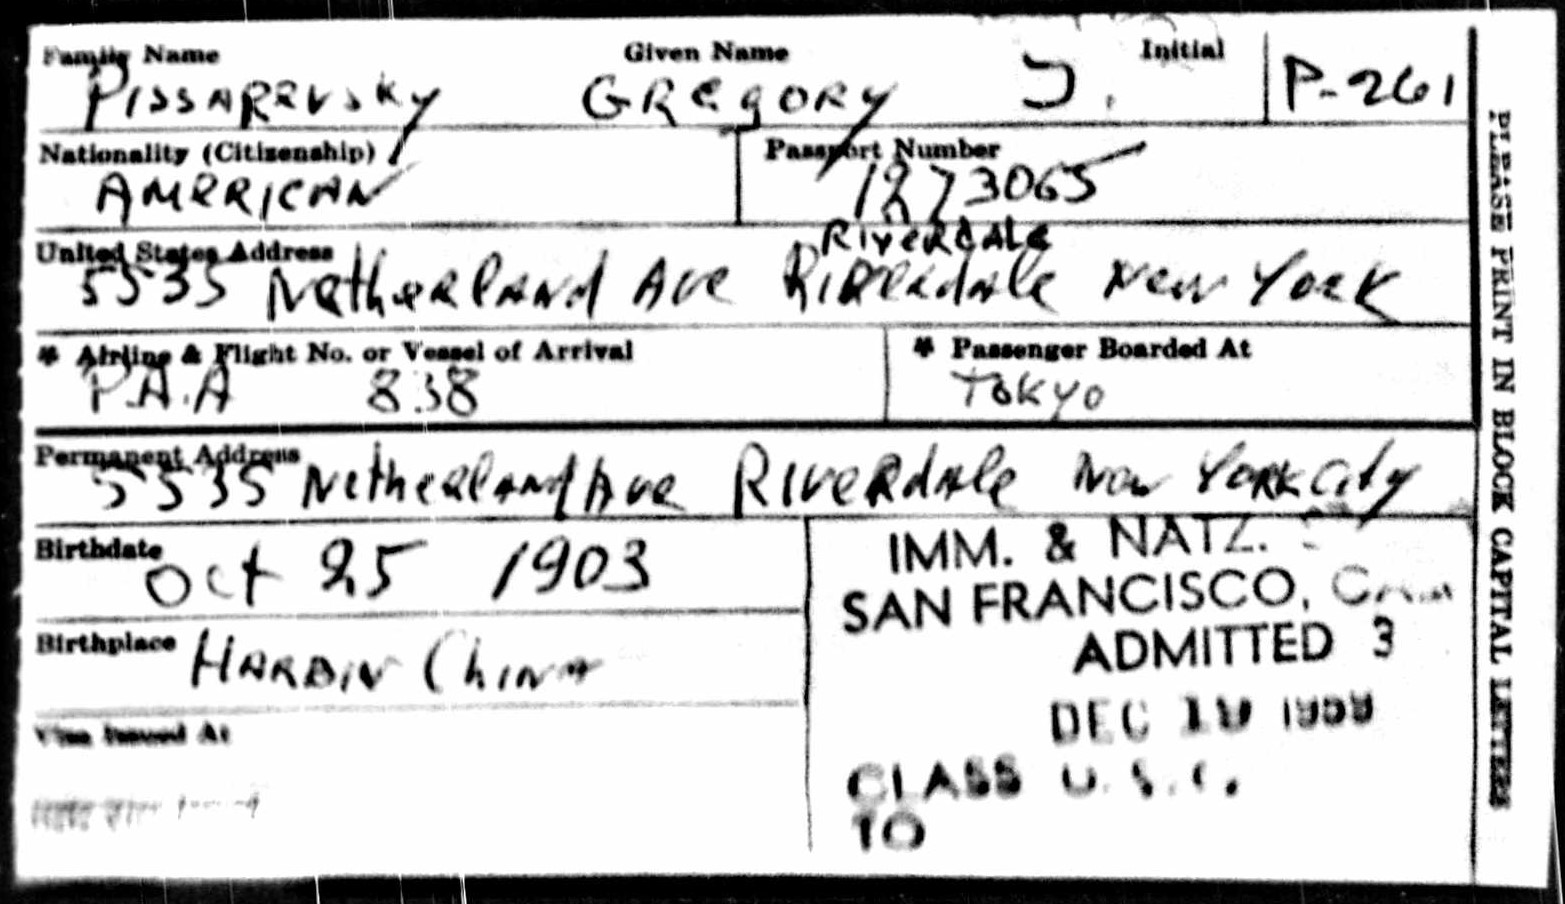 Family Name Given Name Initial
PISSAREVSKY GREGORY J. P-261
Nationality (Citizenship) Passport Number
AMERICAN 1273065
United States Address
RIVERDALE
5535 Netherland Ave Riverdale New York
* Airline & Flight No. or Vessel of Arrival * Passenger Boarded At
P.A.A 838 TOKYO
Permanent Address
5535 Netherland Ave Riverdale New York City
Birthdate
Oct 25 1903
IMM. & NATZ.
SAN FRANCISCO,
ADMITTED 3
Birthplace
HARBIN China
DEC
Visa Issued At
CLASS U. S. C.
TO
PLEASE PRINT IN BLOCK CAPITAL LETTERS